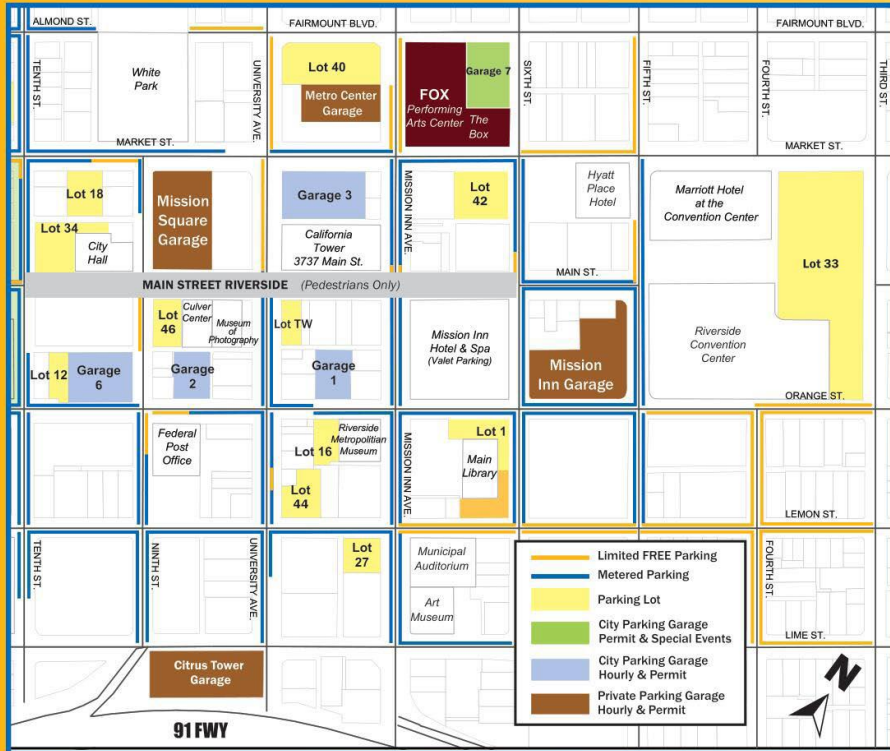 ALMOND ST.
FAIRMOUNT BLVD.
FAIRMOUNT BLVD.
TENTH ST.
White
Park
UNIVERSITY AVE.
Lot 40
Metro Center
Garage
FOX
Performing
Arts Center
Garage 7
The
Box
SIXTH ST.
FIFTH ST.
FOURTH ST.
THIRD ST.
MARKET ST.
MARKET ST.
MARKET ST.
Lot 18
Lot 34
City
Hall
Mission
Square
Garage
Garage 3
California
Tower
3737 Main St.
MISSION INN AVE.
Lot
42
Hyatt
Place
Hotel
MAIN ST.
Marriott Hotel
at the
Convention Center
Lot 33
MAIN STREET RIVERSIDE (Pedestrians Only)
Lot
46
Culver
Center
Museum
of
Photography
Lot TW
Mission Inn
Hotel & Spa
(Valet Parking)
Mission
Inn Garage
Riverside
Convention
Center
Lot 12
Garage
6
Garage
2
Garage
1
ORANGE ST.
Federal
Post
Office
Lot 16
Riverside
Metropolitian
Museum
Lot
44
MISSION INN AVE.
Lot 1
Main
Library
LEMON ST.
TENTH ST.
NINTH ST.
UNIVERSITY AVE.
Lot
27
Municipal
Auditorium
Art
Museum
FOURTH ST.
LIME ST.
Limited FREE Parking
Metered Parking
Parking Lot
City Parking Garage
Permit & Special Events
City Parking Garage
Hourly & Permit
Private Parking Garage
Hourly & Permit
Citrus Tower
Garage
91 FWY
N